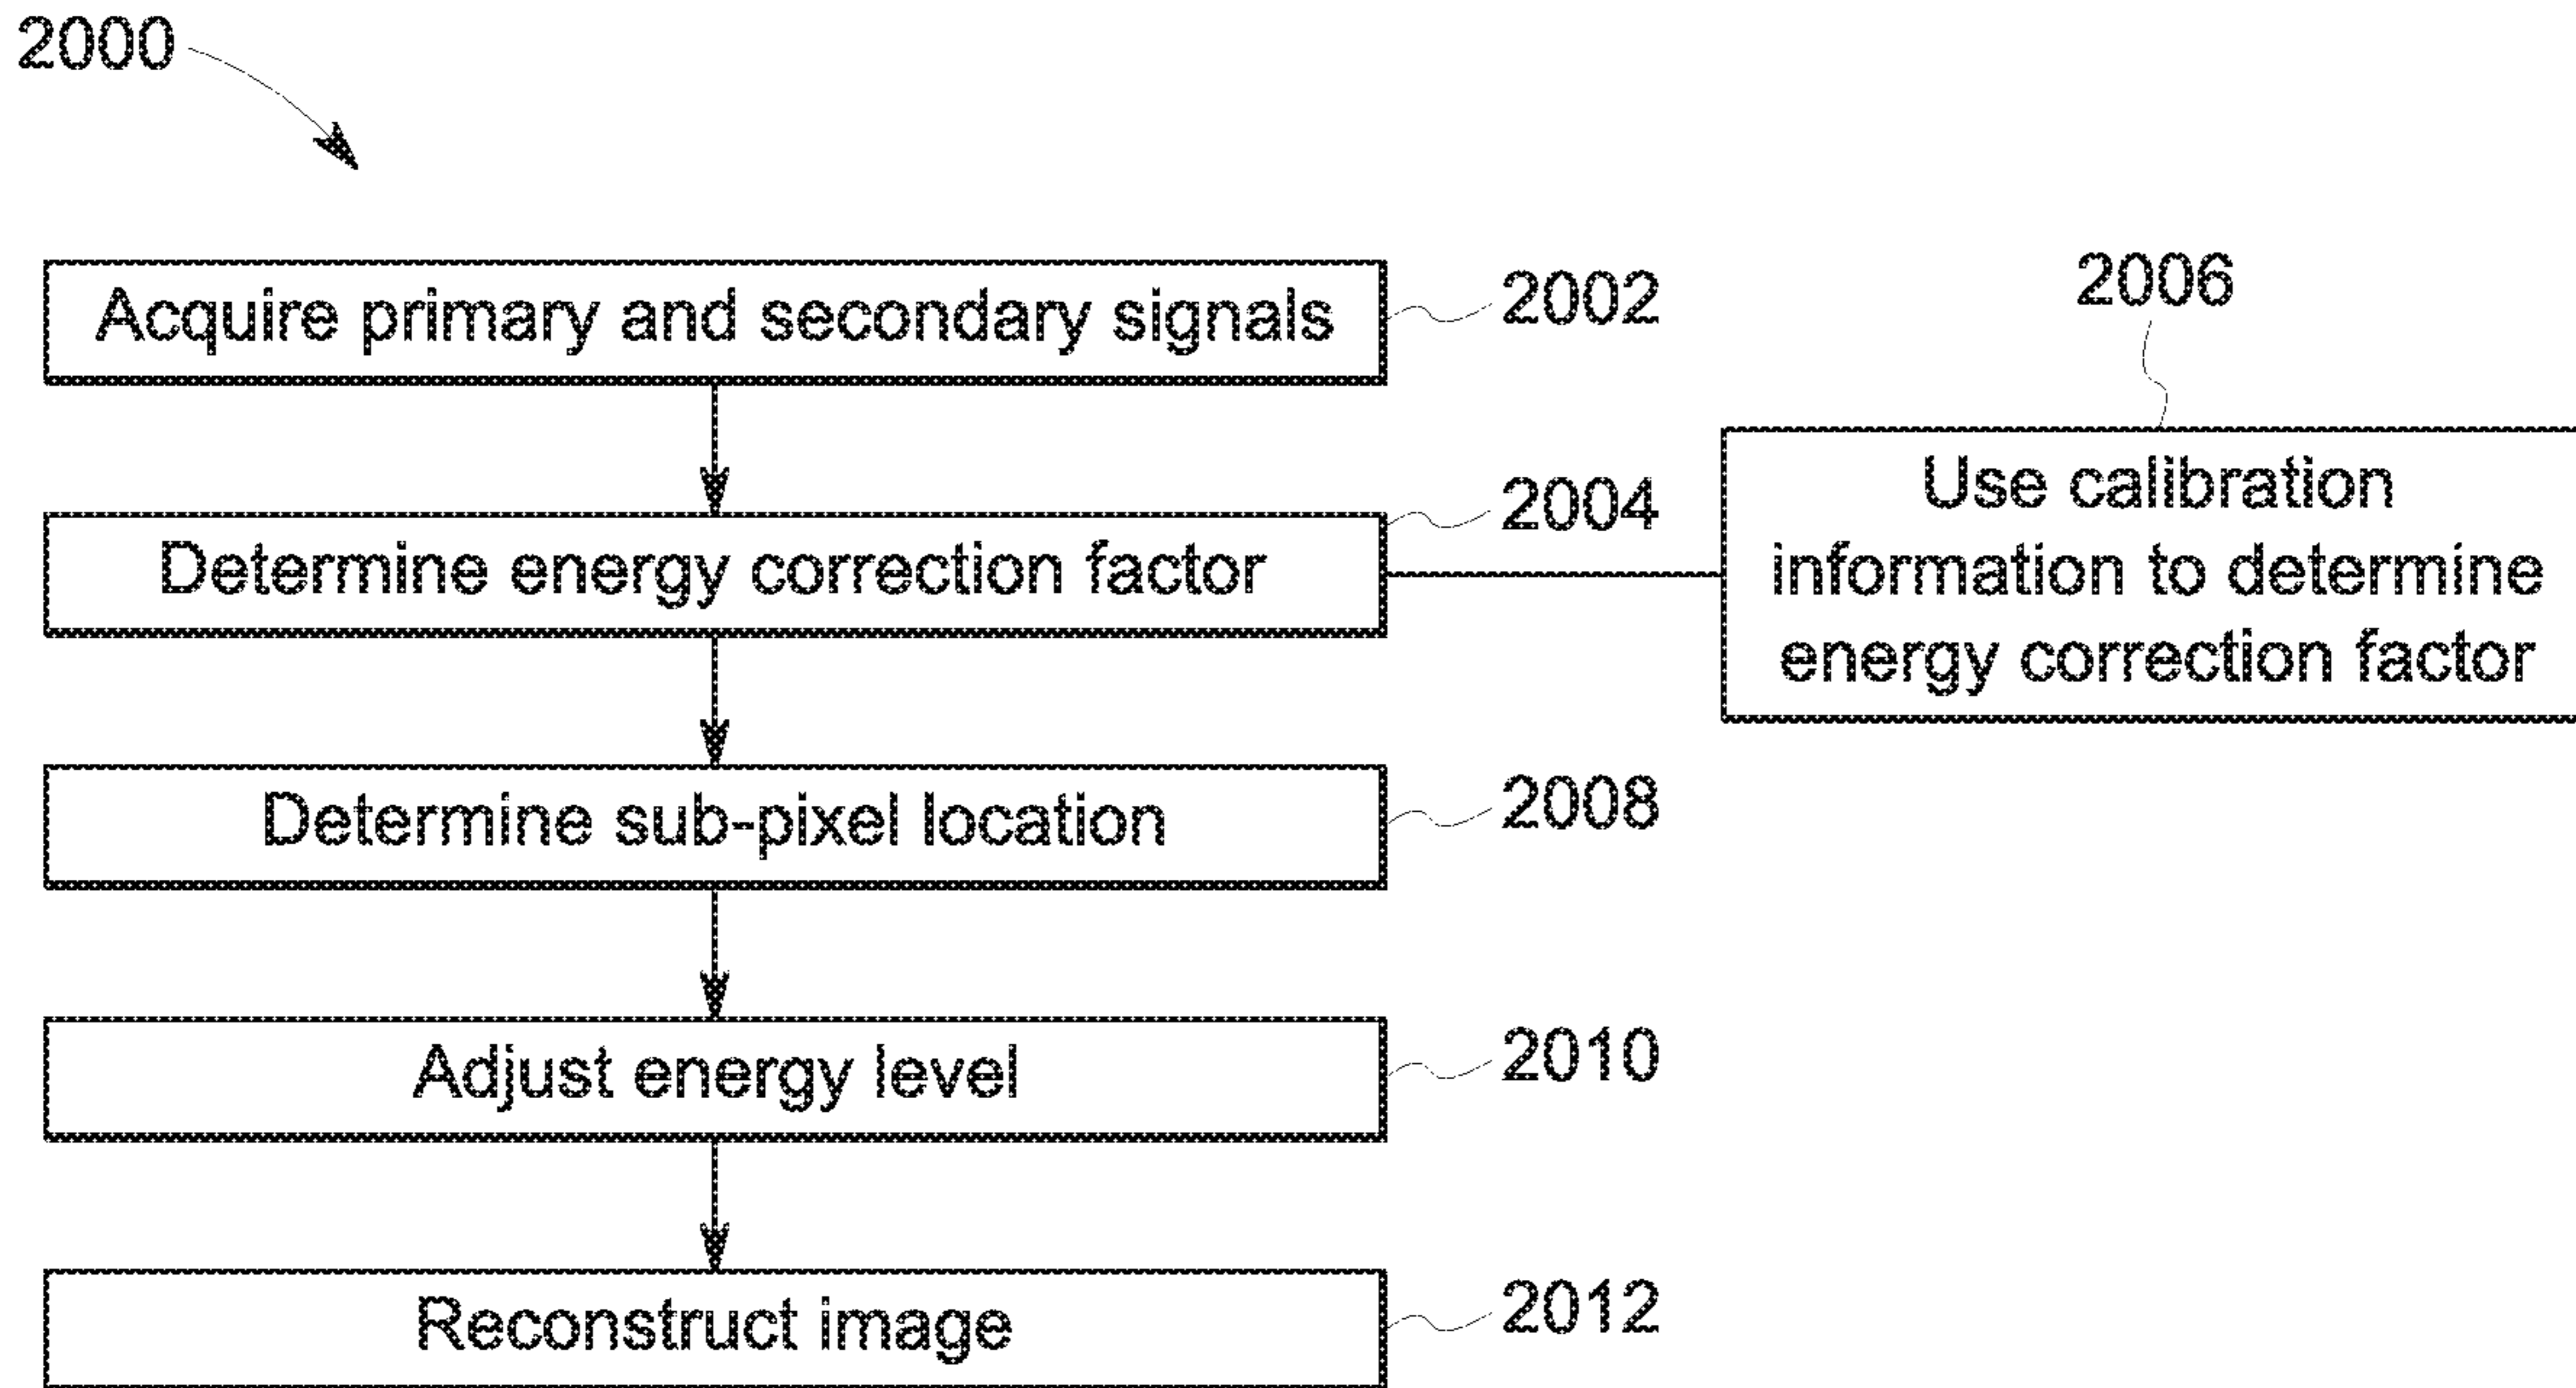 2000
Acquire primary and secondary signals
2002
Determine energy correction factor
2004
2006
Use calibration
information to determine
energy correction factor
Determine sub-pixel location
2008
Adjust energy level
2010
Reconstruct image
2012